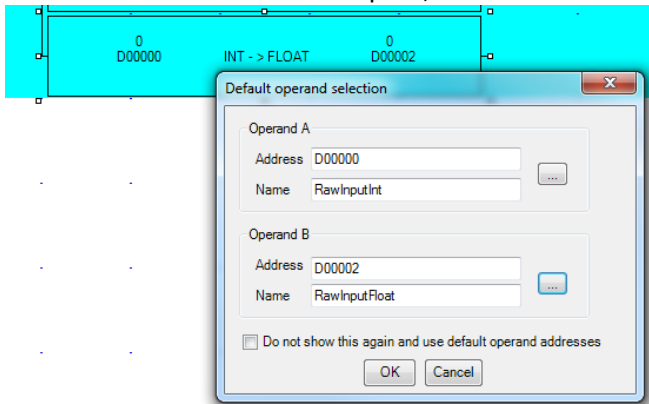 0 0
D00000 INT - > FLOAT D00002
Default operand selection
Operand A
Address D00000
...
Name RawInputInt
Operand B
Address D00002
...
Name RawInputFloat
Do not show this again and use default operand addresses
OK Cancel